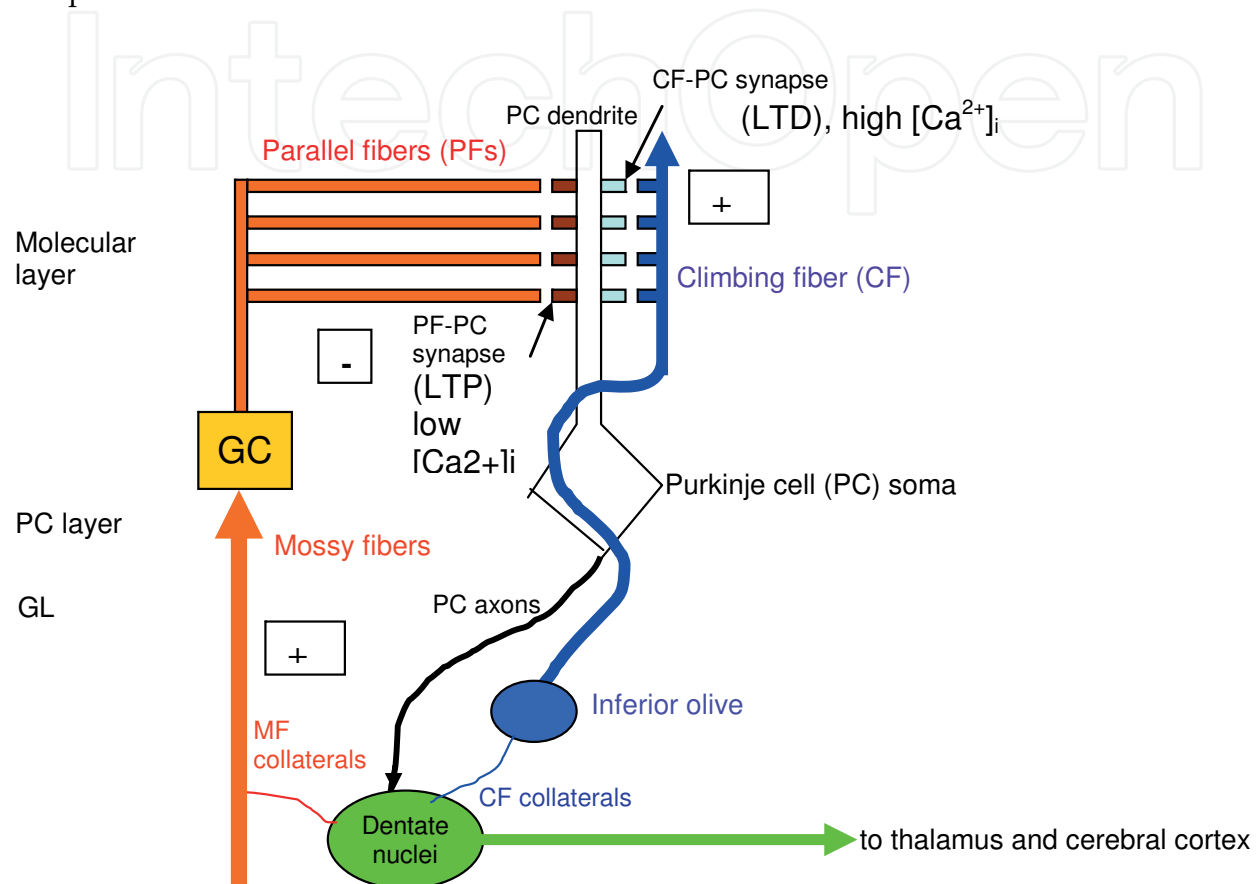 IntechOpen
CF-PC synapse
(LTD), high [Ca²⁺]ᵢ
PC dendrite
Parallel fibers (PFs)
+
Molecular
layer
Climbing fiber (CF)
PF-PC
synapse
(LTP)
low
[Ca2+]i
-
GC
Purkinje cell (PC) soma
PC layer
Mossy fibers
GL
PC axons
+
Inferior olive
MF
collaterals
CF collaterals
Dentate
nuclei
to thalamus and cerebral cortex